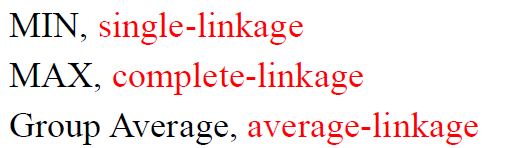 MIN, single-linkage
MAX, complete-linkage
Group Average, average-linkage